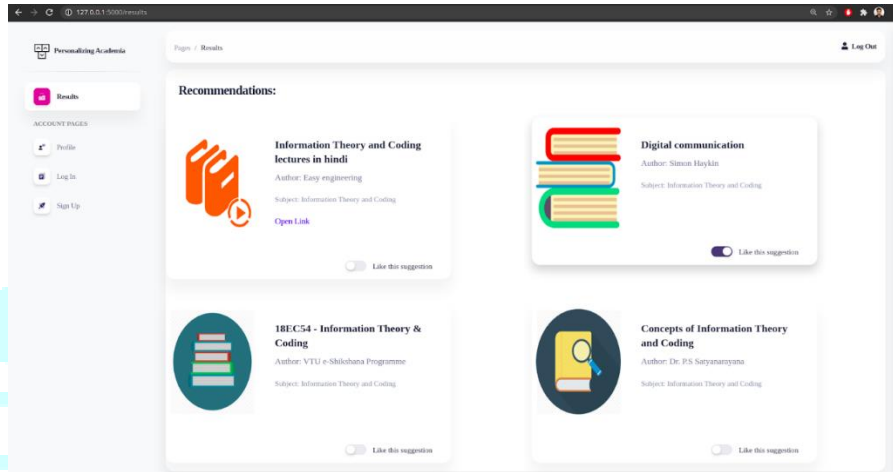 127.0.0.1:5000/results
Personalizing Academia
Pages / Results
Log Out
Results
ACCOUNT PAGES
Profile
Log In
Sign Up
Recommendations:
Information Theory and Coding
lectures in hindi
Author: Easy engineering
Subject: Information Theory and Coding
Open Link
Like this suggestion
Digital communication
Author: Simon Haykin
Subject: Information Theory and Coding
Like this suggestion
18EC54 - Information Theory &
Coding
Author: VTU e-Shikshana Programme
Subject: Information Theory and Coding
Like this suggestion
Concepts of Information Theory
and Coding
Author: Dr. P.S Satyanarayana
Subject: Information Theory and Coding
Like this suggestion